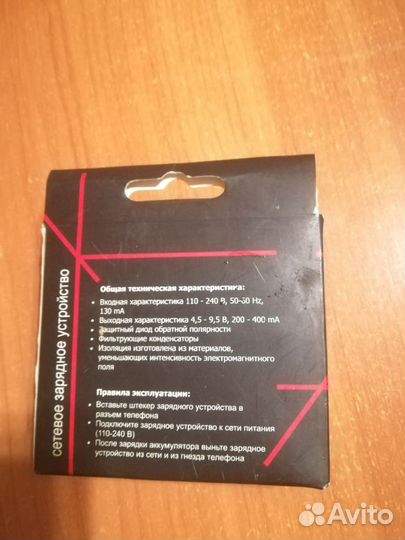 сетевое зарядное устройство
Общая техническая характеристика:
• Входная характеристика 110 - 240 В, 50-60 Hz,
130 mA
• Выходная характеристика 4,5 - 9,5 В, 200 - 400 mA
• Защитный диод обратной полярности
• Фильтрующие конденсаторы
• Изоляция изготовлена из материалов,
уменьшающих интенсивность электромагнитного
поля
Правила эксплуатации:
• Вставьте штекер зарядного устройства в
разъем телефона
• Подключите зарядное устройство к сети питания
(110-240 В)
• После зарядки аккумулятора выньте зарядное
устройство из сети и из гнезда телефона
Avito